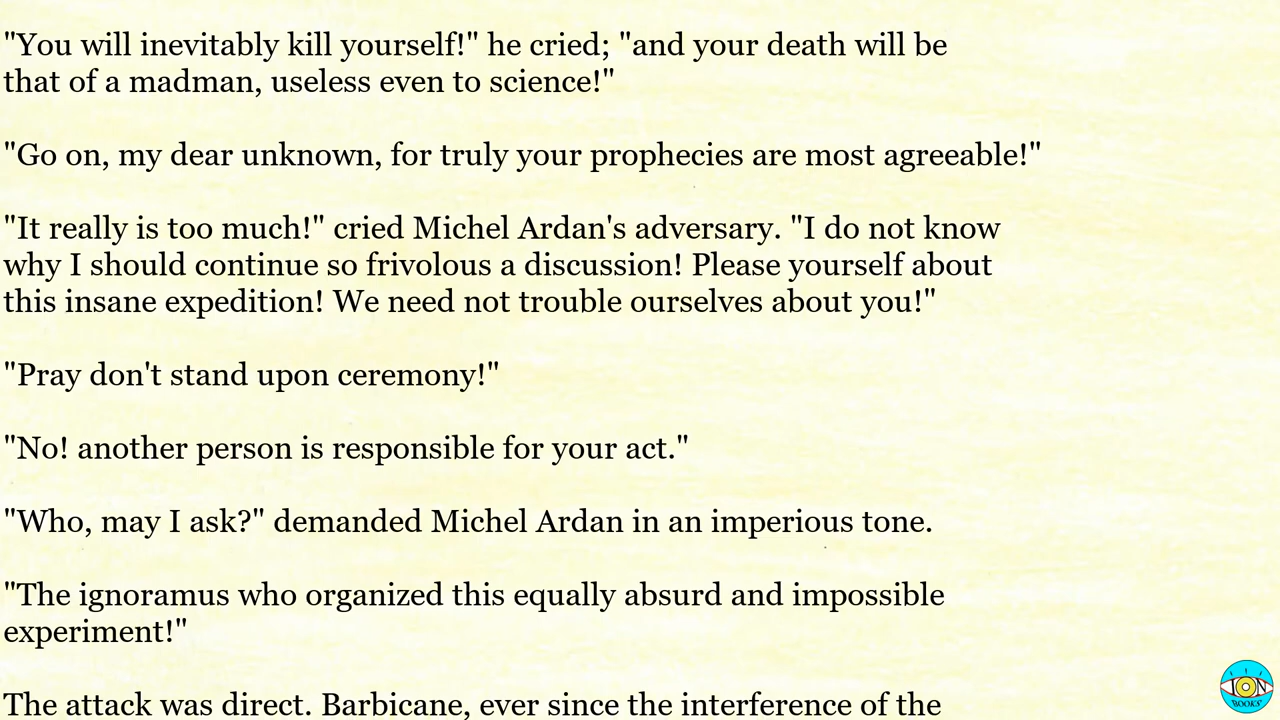 "You will inevitably kill yourself!" he cried; "and your death will be
that of a madman, useless even to science!"
"Go on, my dear unknown, for truly your prophecies are most agreeable!"
"It really is too much!" cried Michel Ardan's adversary. "I do not know
why I should continue so frivolous a discussion! Please yourself about
this insane expedition! We need not trouble ourselves about you!"
"Pray don't stand upon ceremony!"
"No! another person is responsible for your act."
"Who, may I ask?" demanded Michel Ardan in an imperious tone.
"The ignoramus who organized this equally absurd and impossible
experiment!"
The attack was direct. Barbicane, ever since the interference of the
ION
BOOKS